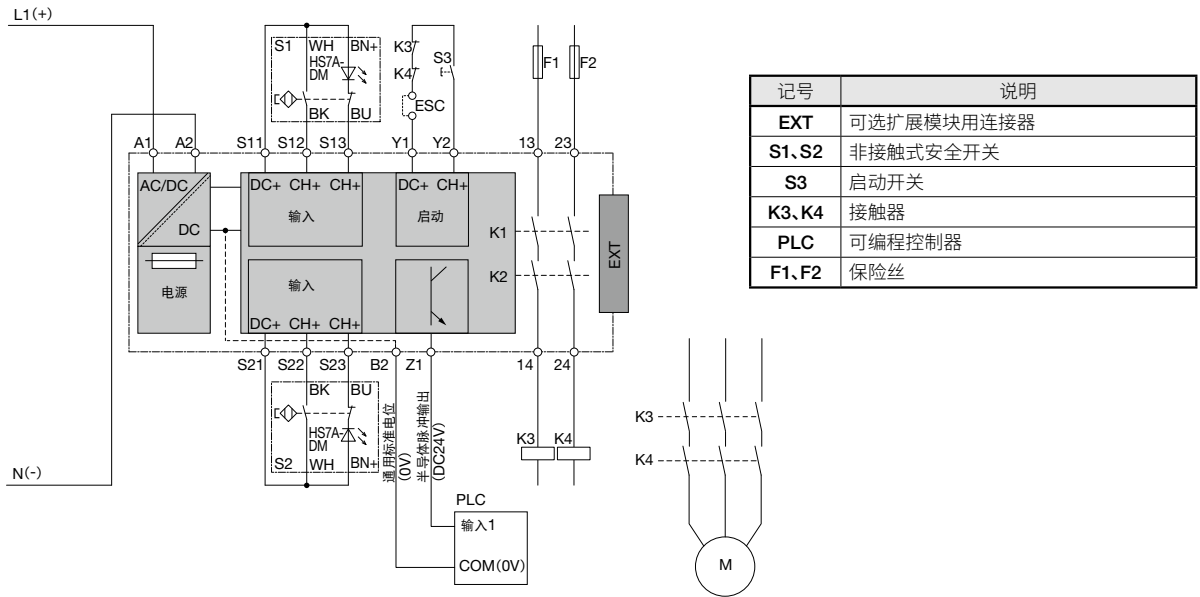 L1(+)
S1 WH BN+
HS7A-
DM
BK BU
K3
K4
S3
ESC
F1 F2
A1 A2 S11 S12 S13 Y1 Y2 13 23
AC/DC
DC
电源
DC+ CH+ CH+
输入
DC+ CH+
启动
K1
K2
EXT
输入
DC+ CH+ CH+
S21 S22 S23 B2 Z1 14 24
BK BU
HS7A-
DM
S2 WH BN+
通用标准电位
(0V)
半导体脉冲输出
(DC24V)
K3 K4
N(-)
PLC
输入1
COM(0V)
记号 说明
EXT 可选扩展模块用连接器
S1、S2 非接触式安全开关
S3 启动开关
K3、K4 接触器
PLC 可编程控制器
F1、F2 保险丝
K3
K4
M